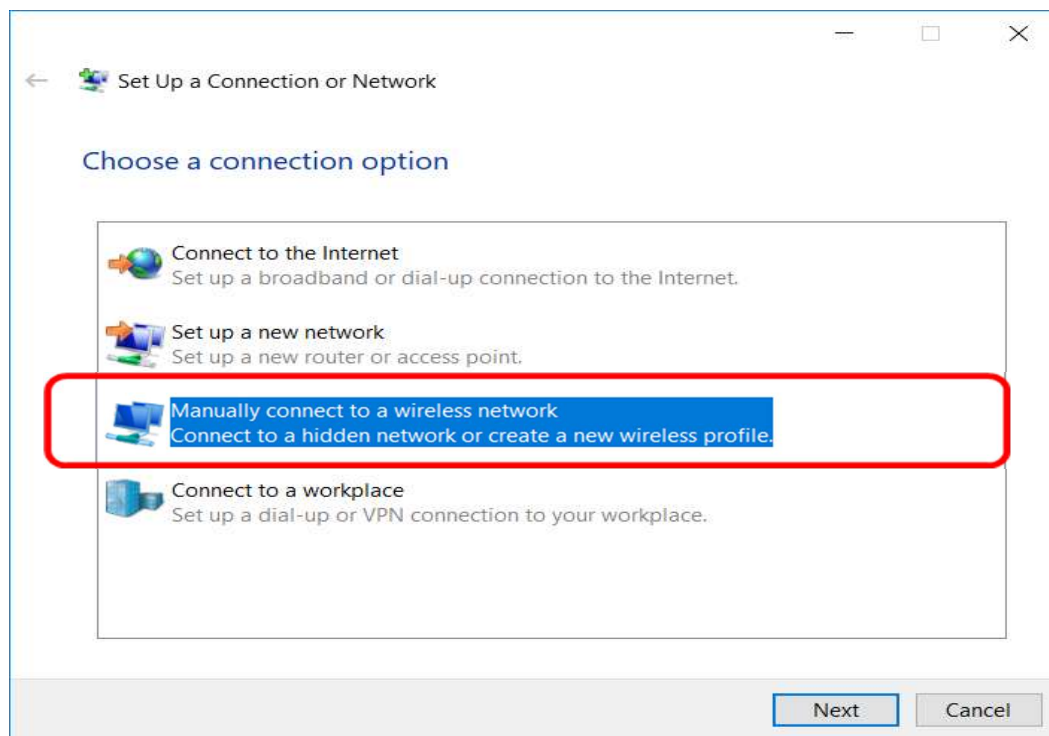 Set Up a Connection or Network
Choose a connection option
Connect to the Internet
Set up a broadband or dial-up connection to the Internet.
Set up a new network
Set up a new router or access point.
Manually connect to a wireless network
Connect to a hidden network or create a new wireless profile.
Connect to a workplace
Set up a dial-up or VPN connection to your workplace.
Next
Cancel